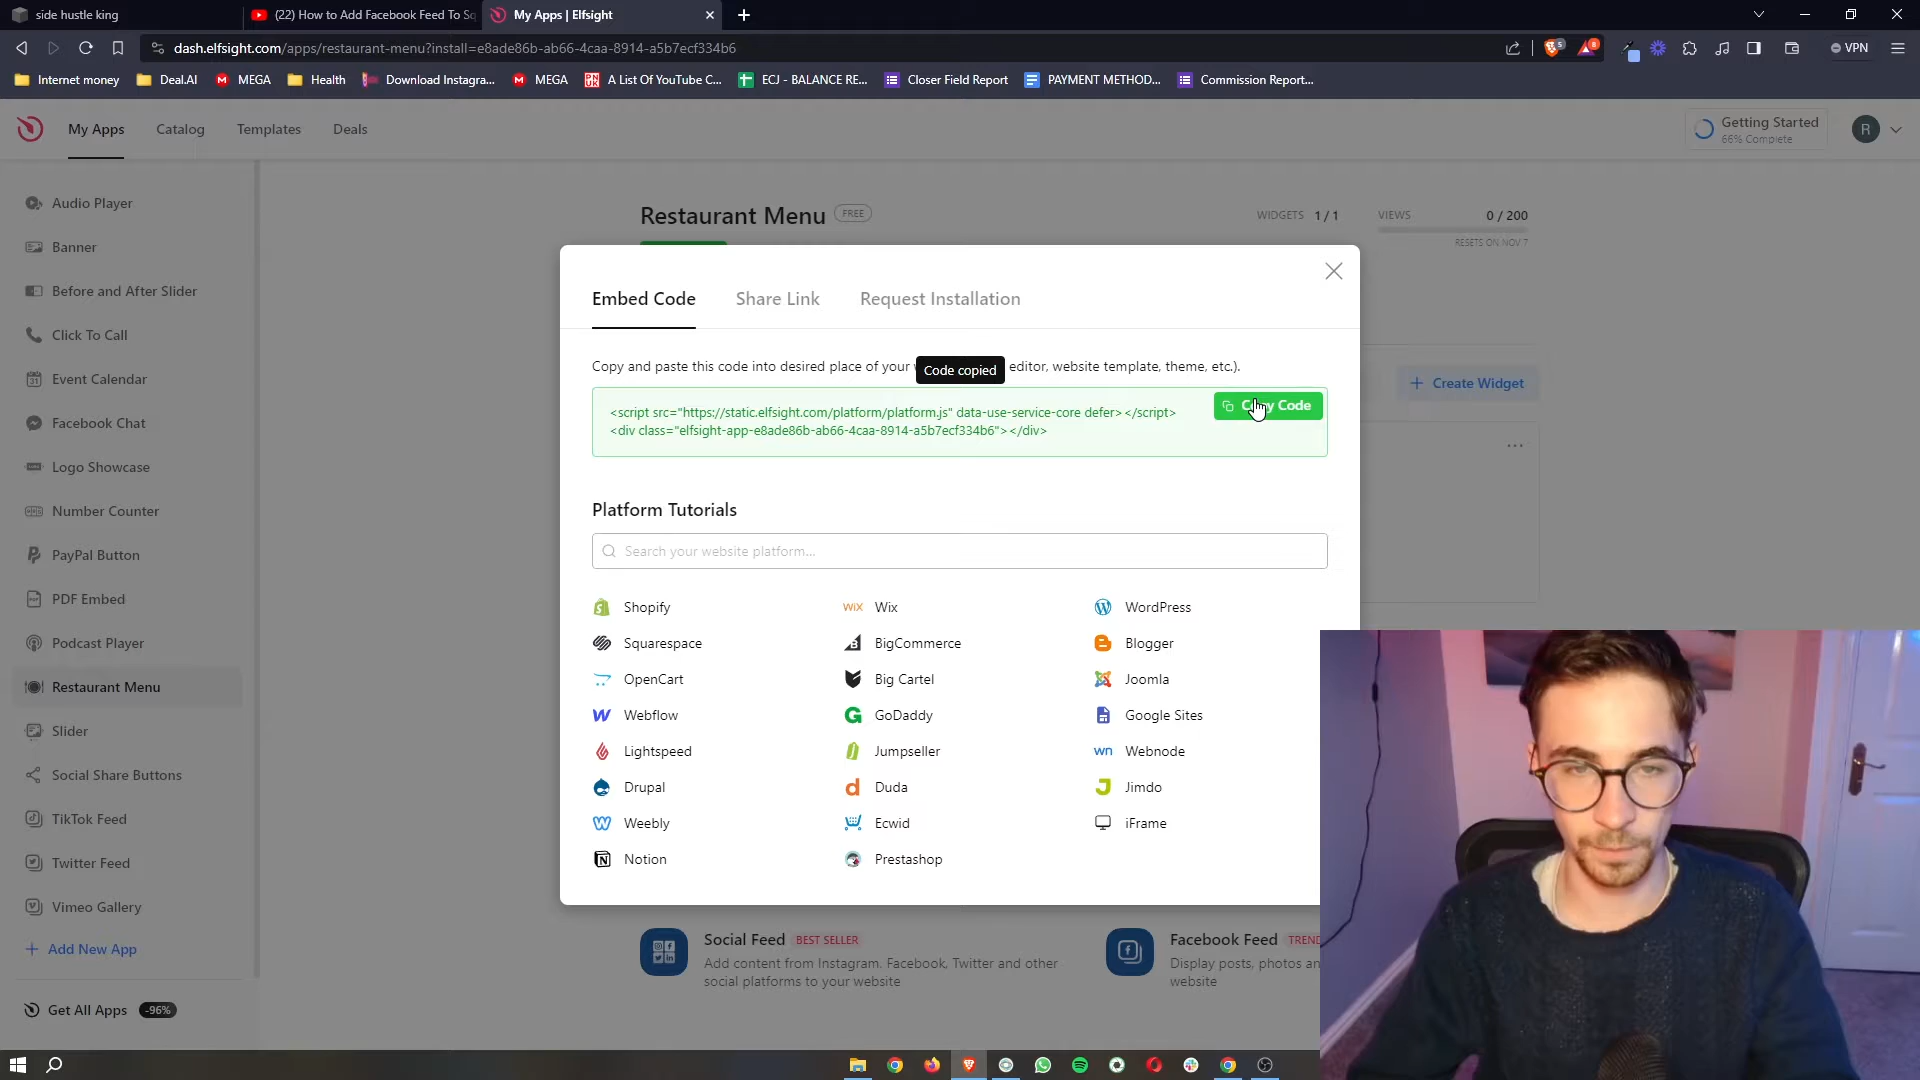 side hustle king
(22) How to Add Facebook Feed To Sq
My Apps | Elfsight
dash.elfsight.com/apps/restaurant-menu?install=e8ade86b-ab66-4caa-8914-a5b7ecf334b6
VPN
Internet money
Deal.AI
MEGA
Health
Download Instagra...
MEGA
A List Of YouTube C...
ECJ - BALANCE RE...
Closer Field Report
PAYMENT METHOD...
Commission Report...
My Apps
Catalog
Templates
Deals
Getting Started
66% Complete
R
Audio Player
Banner
Before and After Slider
Click To Call
Event Calendar
Facebook Chat
Logo Showcase
Number Counter
PayPal Button
PDF Embed
Podcast Player
Restaurant Menu
Slider
Social Share Buttons
TikTok Feed
Twitter Feed
Vimeo Gallery
Add New App
Get All Apps -96%
Restaurant Menu FREE
WIDGETS 1 / 1
VIEWS 0 / 200
RESETS ON NOV 7
Create Widget
Embed Code
Share Link
Request Installation
Copy and paste this code into desired place of your editor, website template, theme, etc.).
Code copied
Code
<script src="https://static.elfsight.com/platform/platform.js" data-use-service-core defer></script>
<div class="elfsight-app-e8ade86b-ab66-4caa-8914-a5b7ecf334b6"></div>
Platform Tutorials
Search your website platform...
Shopify
Wix
WordPress
Squarespace
BigCommerce
Blogger
OpenCart
Big Cartel
Joomla
Webflow
GoDaddy
Google Sites
Lightspeed
Jumpseller
Webnode
Drupal
Duda
Jimdo
Weebly
Ecwid
iFrame
Notion
Prestashop
Social Feed BEST SELLER
Add content from Instagram. Facebook, Twitter and other
social platforms to your website
Facebook Feed TREND
Display posts, photos an
website